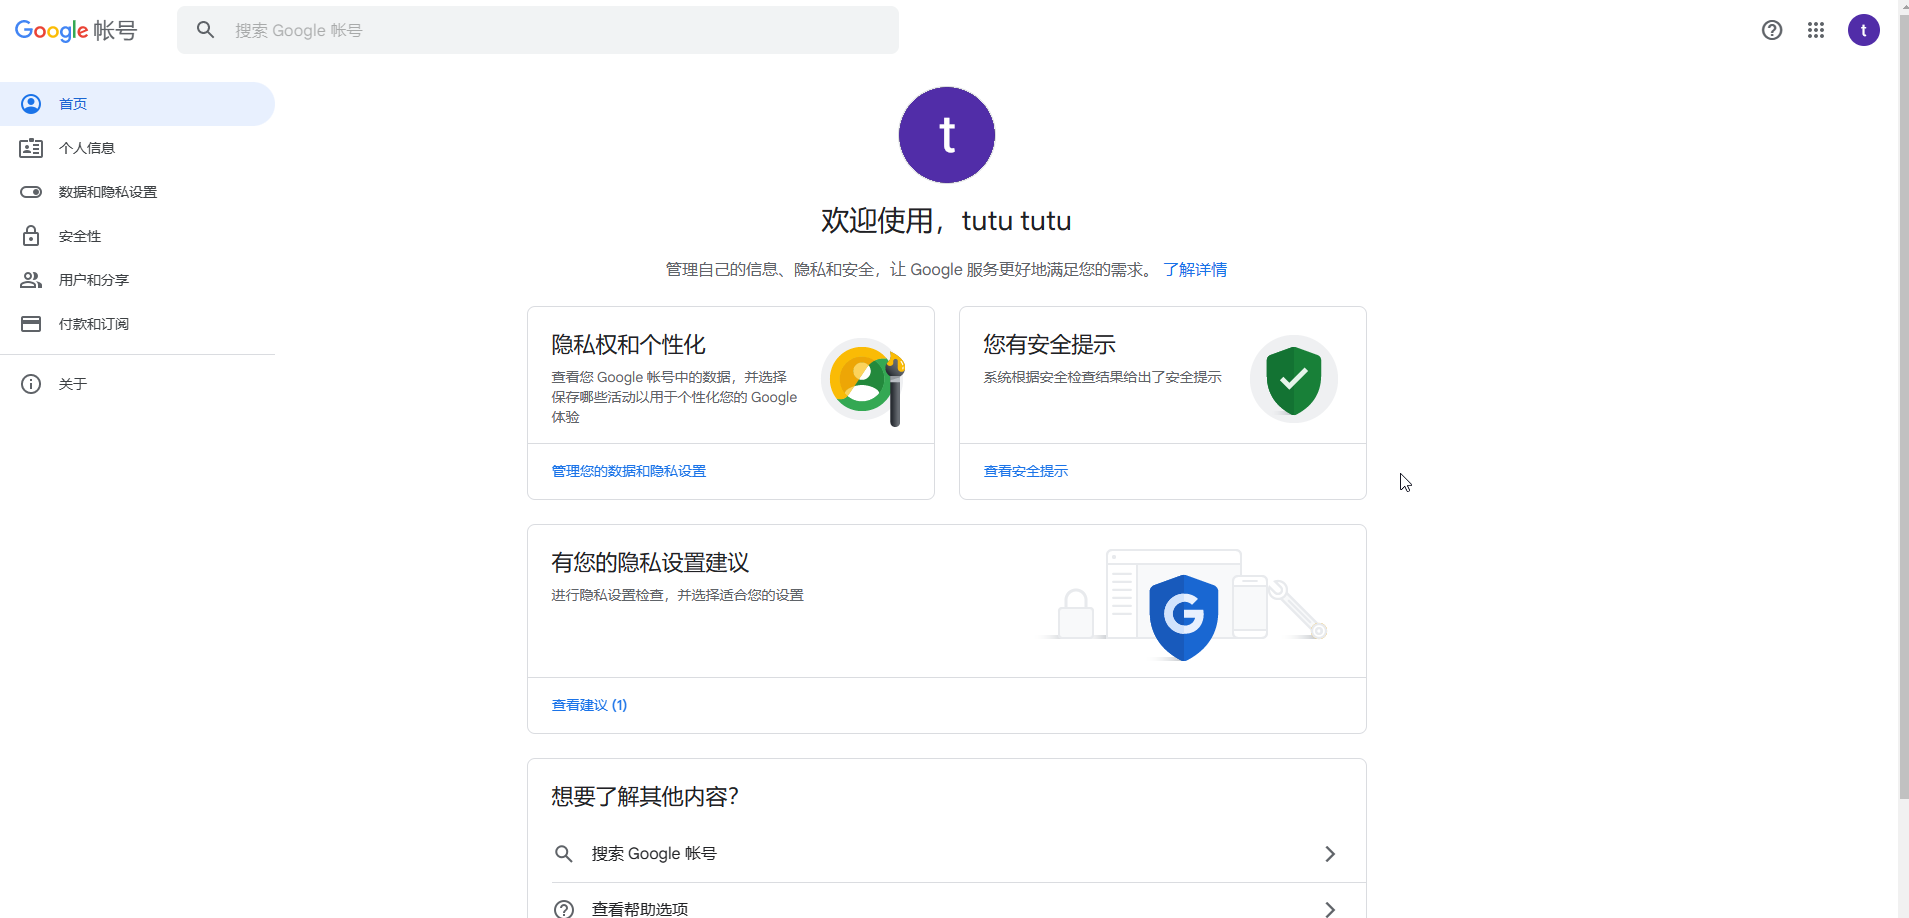 Google 帐号
搜索 Google 帐号
t
首页
个人信息
数据和隐私设置
安全性
用户和分享
付款和订阅
关于
t
欢迎使用，tutu tutu
管理自己的信息、隐私和安全，让 Google 服务更好地满足您的需求。 了解详情
隐私权和个性化
查看您 Google 帐号中的数据，并选择
保存哪些活动以用于个性化您的 Google
体验
管理您的数据和隐私设置
您有安全提示
系统根据安全检查结果给出了安全提示
查看安全提示
有您的隐私设置建议
进行隐私设置检查，并选择适合您的设置
G
查看建议 (1)
想要了解其他内容？
搜索 Google 帐号
查看帮助选项